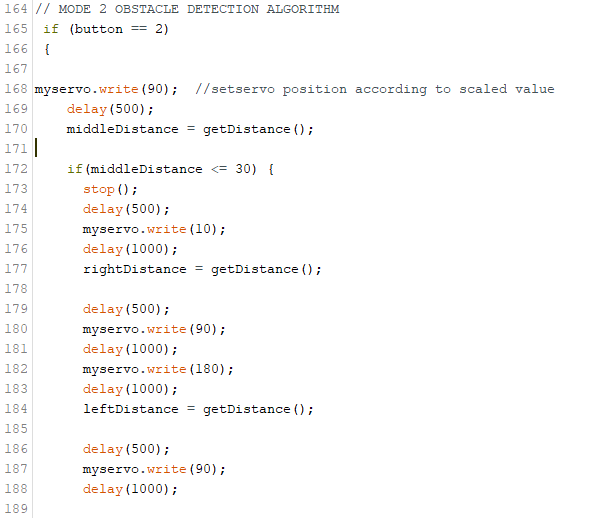 164 // MODE 2 OBSTACLE DETECTION ALGORITHM
165 if (button == 2)
166 {
167
168 myservo.write(90);  //setservo position according to scaled value
169     delay(500);
170     middleDistance = getDistance();
171
172     if(middleDistance <= 30) {
173       stop();
174       delay(500);
175       myservo.write(10);
176       delay(1000);
177       rightDistance = getDistance();
178
179       delay(500);
180       myservo.write(90);
181       delay(1000);
182       myservo.write(180);
183       delay(1000);
184       leftDistance = getDistance();
185
186       delay(500);
187       myservo.write(90);
188       delay(1000);
189